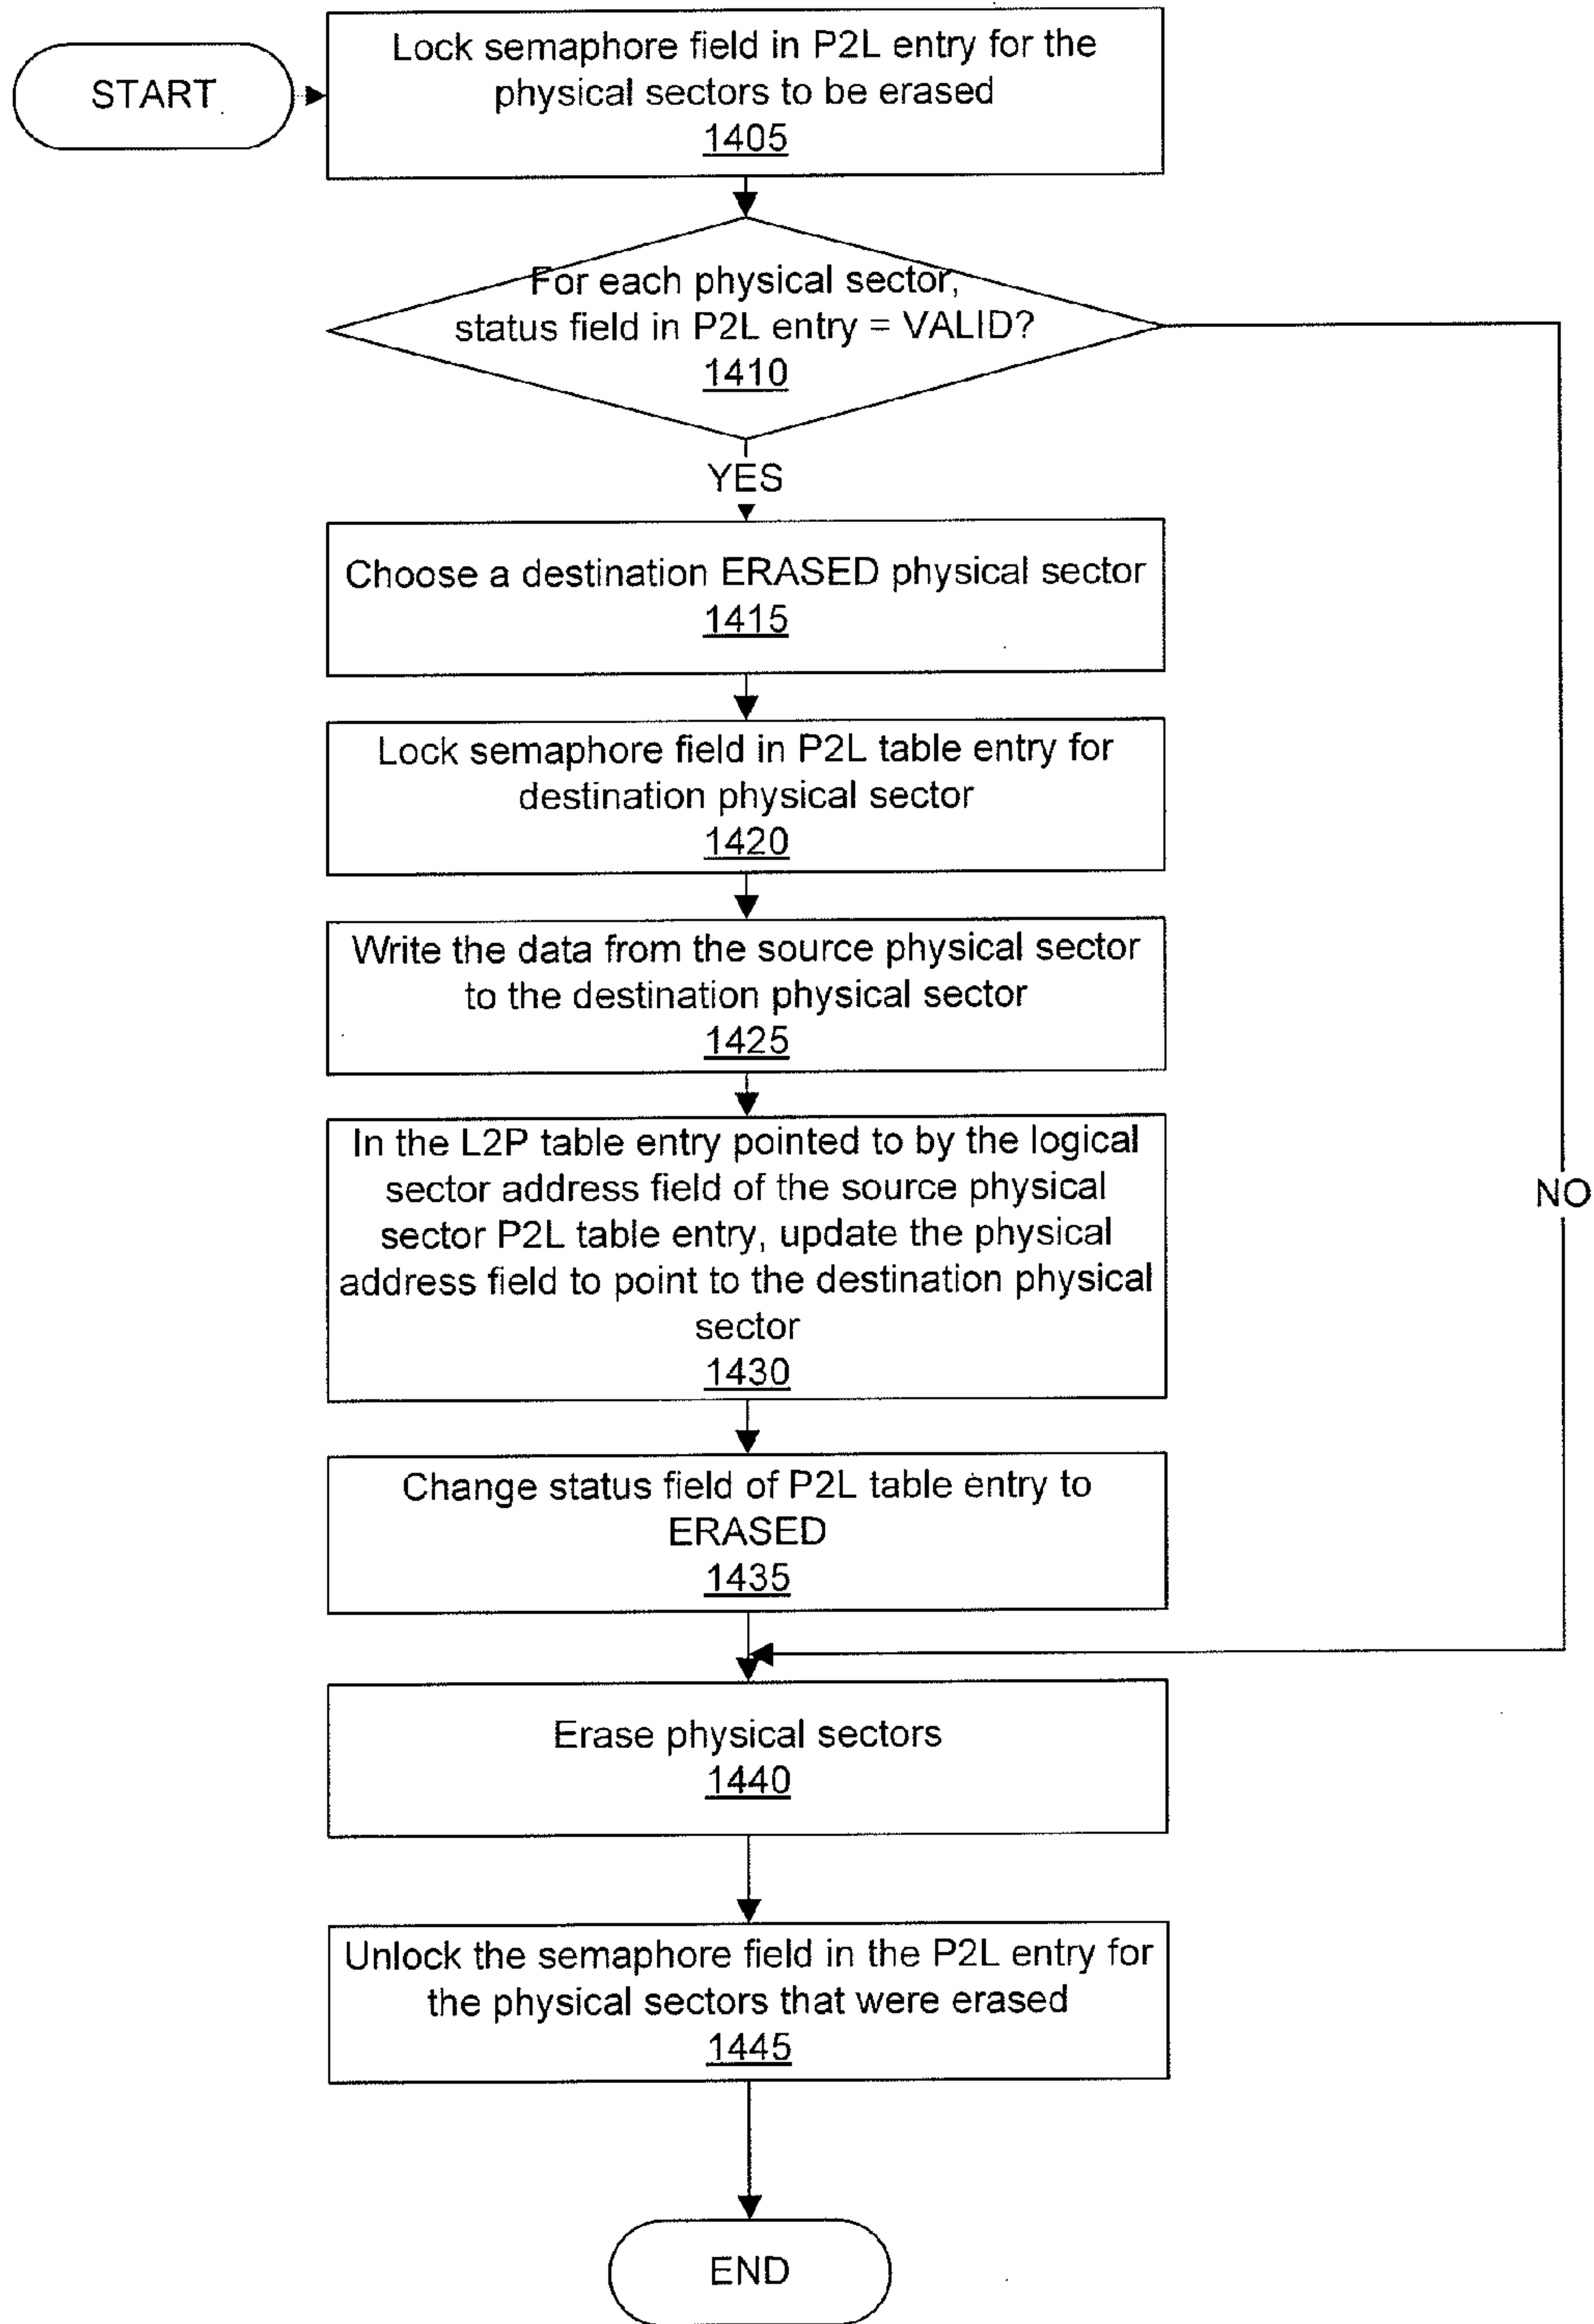 START
Lock semaphore field in P2L entry for the
physical sectors to be erased
1405
For each physical sector,
status field in P2L entry = VALID?
1410
YES
Choose a destination ERASED physical sector
1415
Lock semaphore field in P2L table entry for
destination physical sector
1420
Write the data from the source physical sector
to the destination physical sector
1425
In the L2P table entry pointed to by the logical
sector address field of the source physical
sector P2L table entry, update the physical
address field to point to the destination physical
sector
1430
NO
Change status field of P2L table entry to
ERASED
1435
Erase physical sectors
1440
Unlock the semaphore field in the P2L entry for
the physical sectors that were erased
1445
END